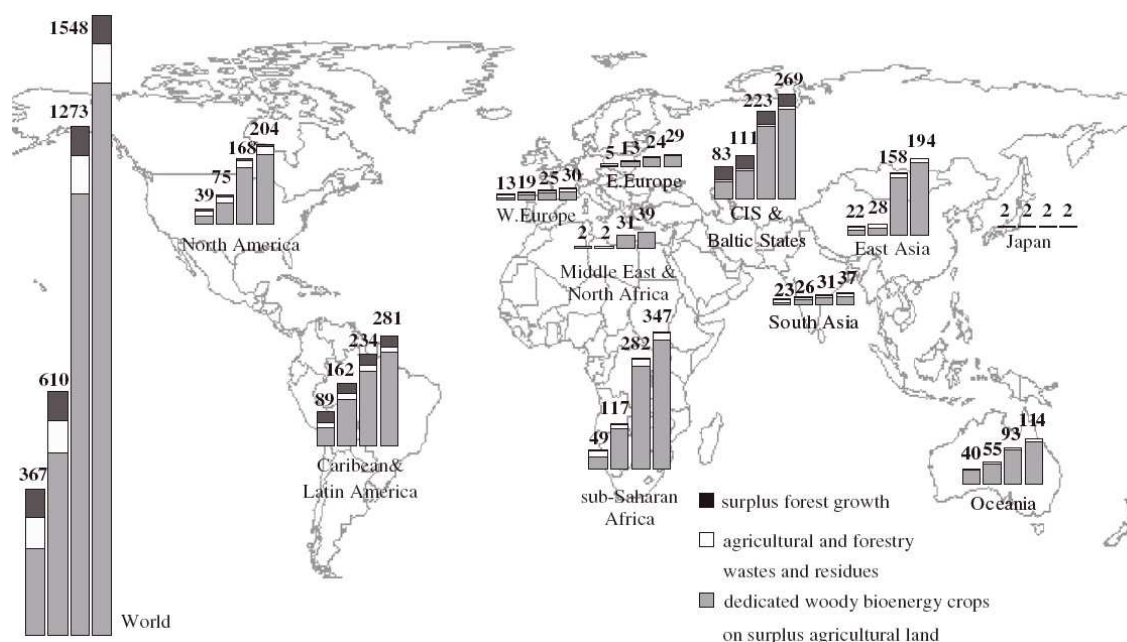 1548
1273
610
367
World
39
75
168
204
North America
89
162
234
281
Caribean&
Latin America
13 19 25 30
W.Europe
5 13 24 29
E.Europe
2 2 31 39
Middle East &
North Africa
49
117
282
347
sub-Saharan
Africa
83
111
223
269
CIS &
Baltic States
22 28
158
194
East Asia
2 2 2 2
Japan
23 26 31 37
South Asia
40
55
93
114
Oceania
surplus forest growth
agricultural and forestry
wastes and residues
dedicated woody bioenergy crops
on surplus agricultural land